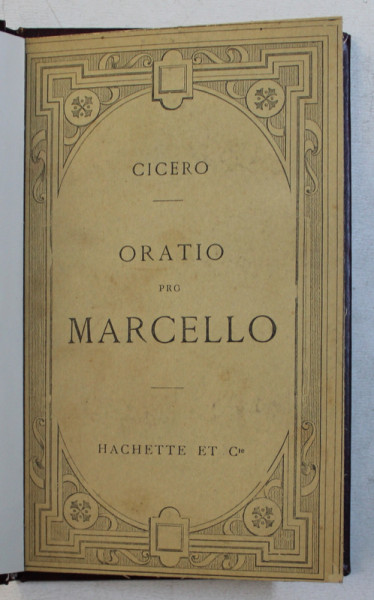 CICERO
ORATIO
PRO
MARCELLO
HACHETTE ET Cie